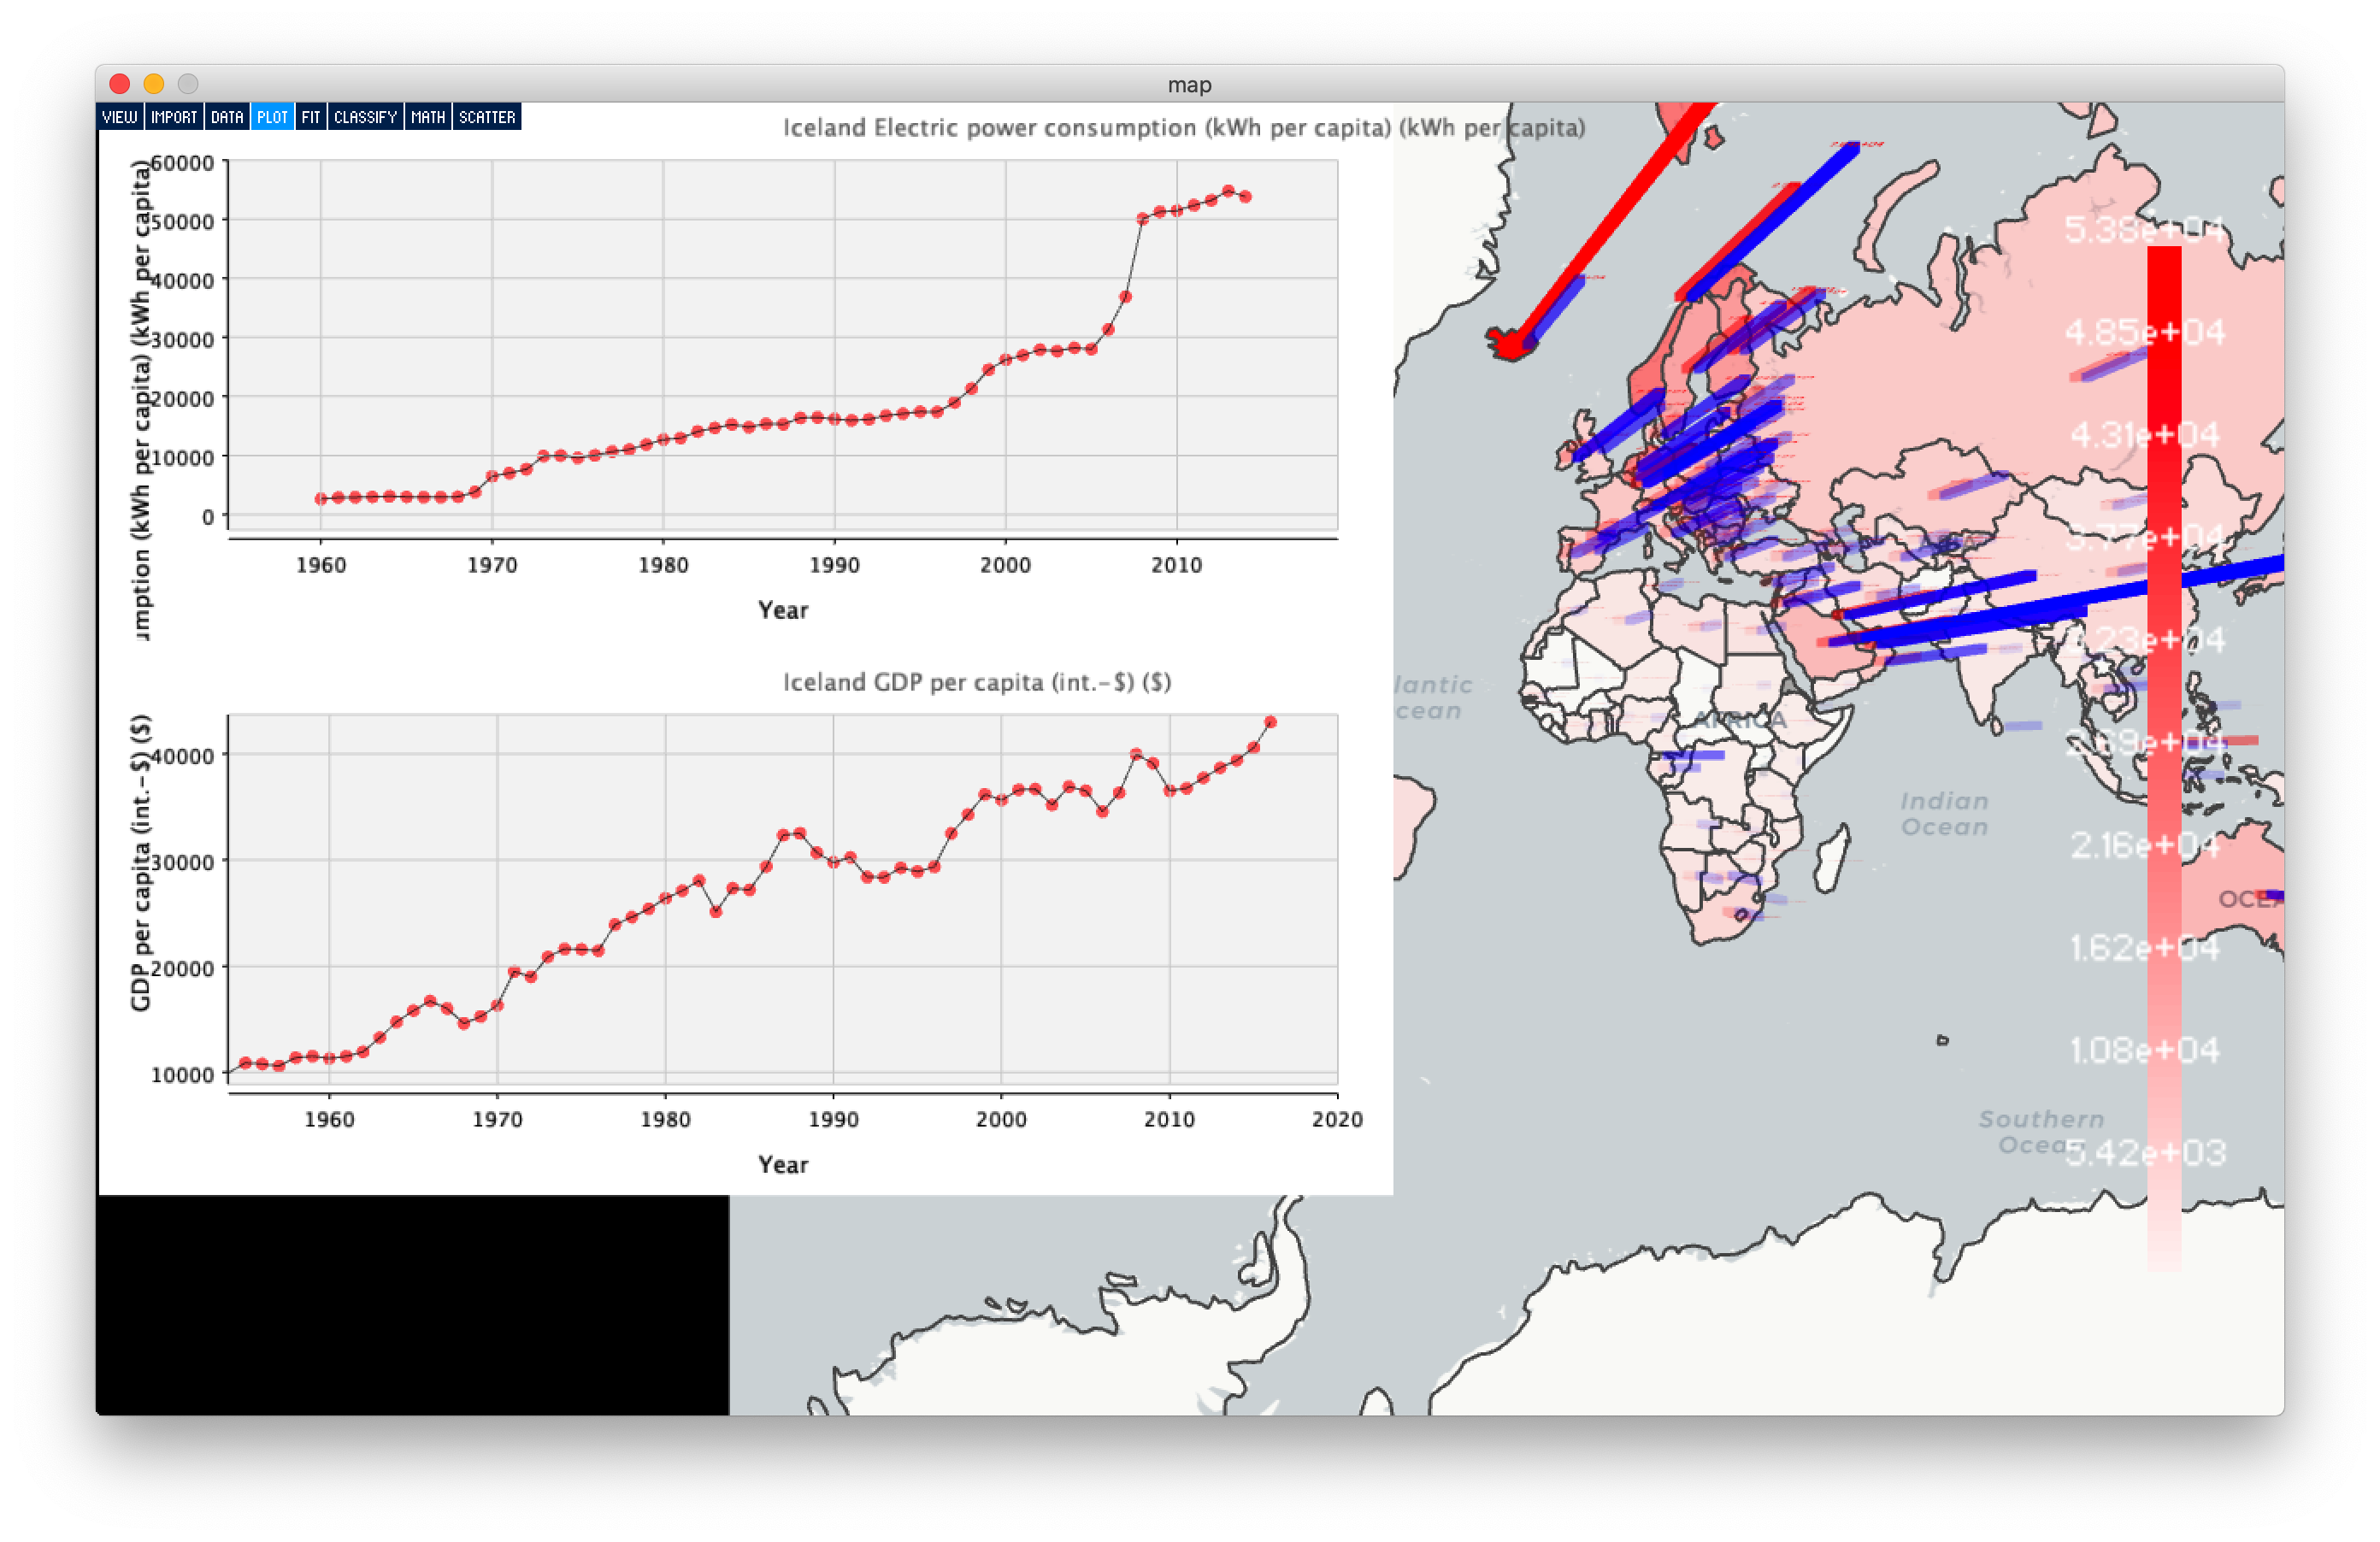 map
VIEW IMPORT DATA PLOT FIT CLASSIFY MATH SCATTER
Iceland Electric power consumption (kWh per capita) (kWh per capita)
(kWh per capita) (kWh per capita)
60000
50000
40000
30000
20000
10000
0
1960 1970 1980 1990 2000 2010
Year
Iceland GDP per capita (int.-$) ($)
GDP per capita (int.-$) ($)
40000
30000
20000
10000
1960 1970 1980 1990 2000 2010 2020
Year
5.38e+04
4.85e+04
4.31e+04
3.77e+04
3.23e+04
2.69e+04
2.16e+04
1.62e+04
1.08e+04
5.42e+03
lantic
cean
AFRICA
Indian
Ocean
OCEA
Southern
Ocean